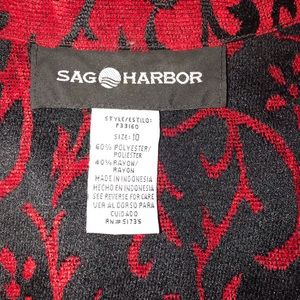 SAG HARBOR
STYLE/ESTILO:
F33160
SIZE: 10
60% POLYESTER/
POLIESTER
40% RAYON/
RAYON
MADE IN INDONESIA
HECHO EN INDONESIA
SEE REVERSE FOR CARE
VER AL DORSO PARA
CUIDADO
RN# 51735